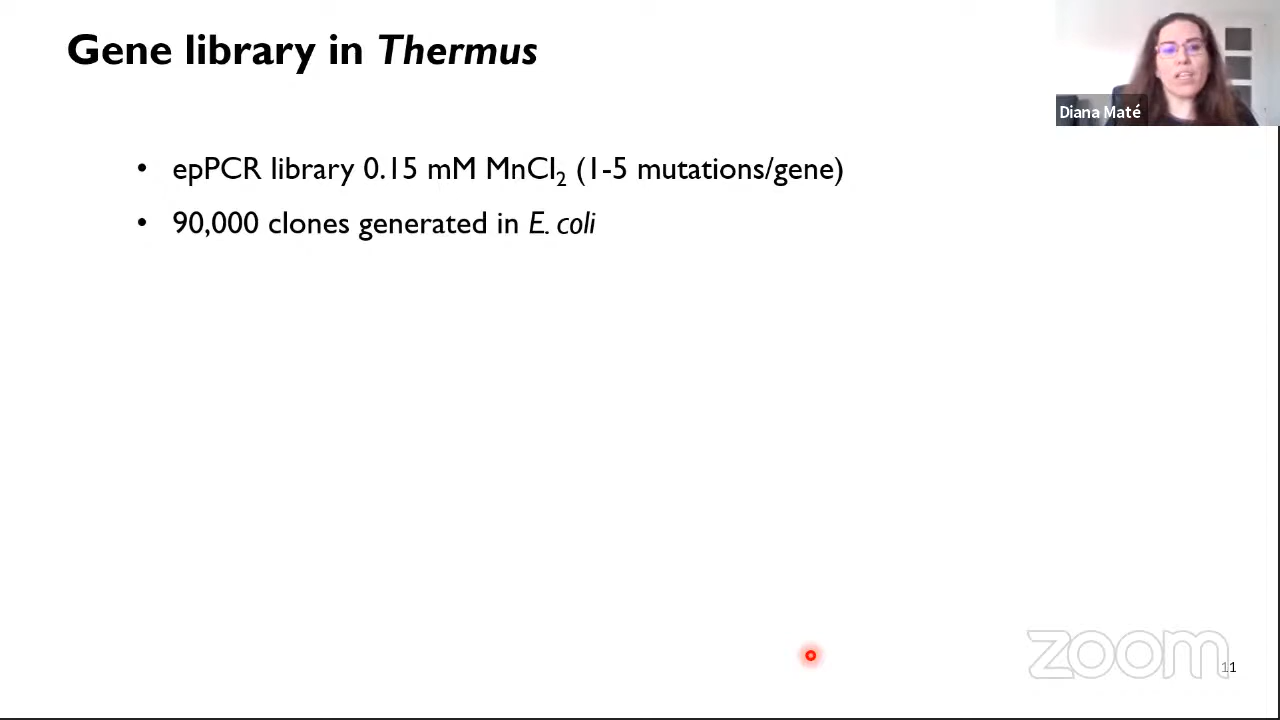 Gene library in Thermus
Diana Maté
• epPCR library 0.15 mM MnCl₂ (1-5 mutations/gene)
• 90,000 clones generated in E. coli
zoom
11